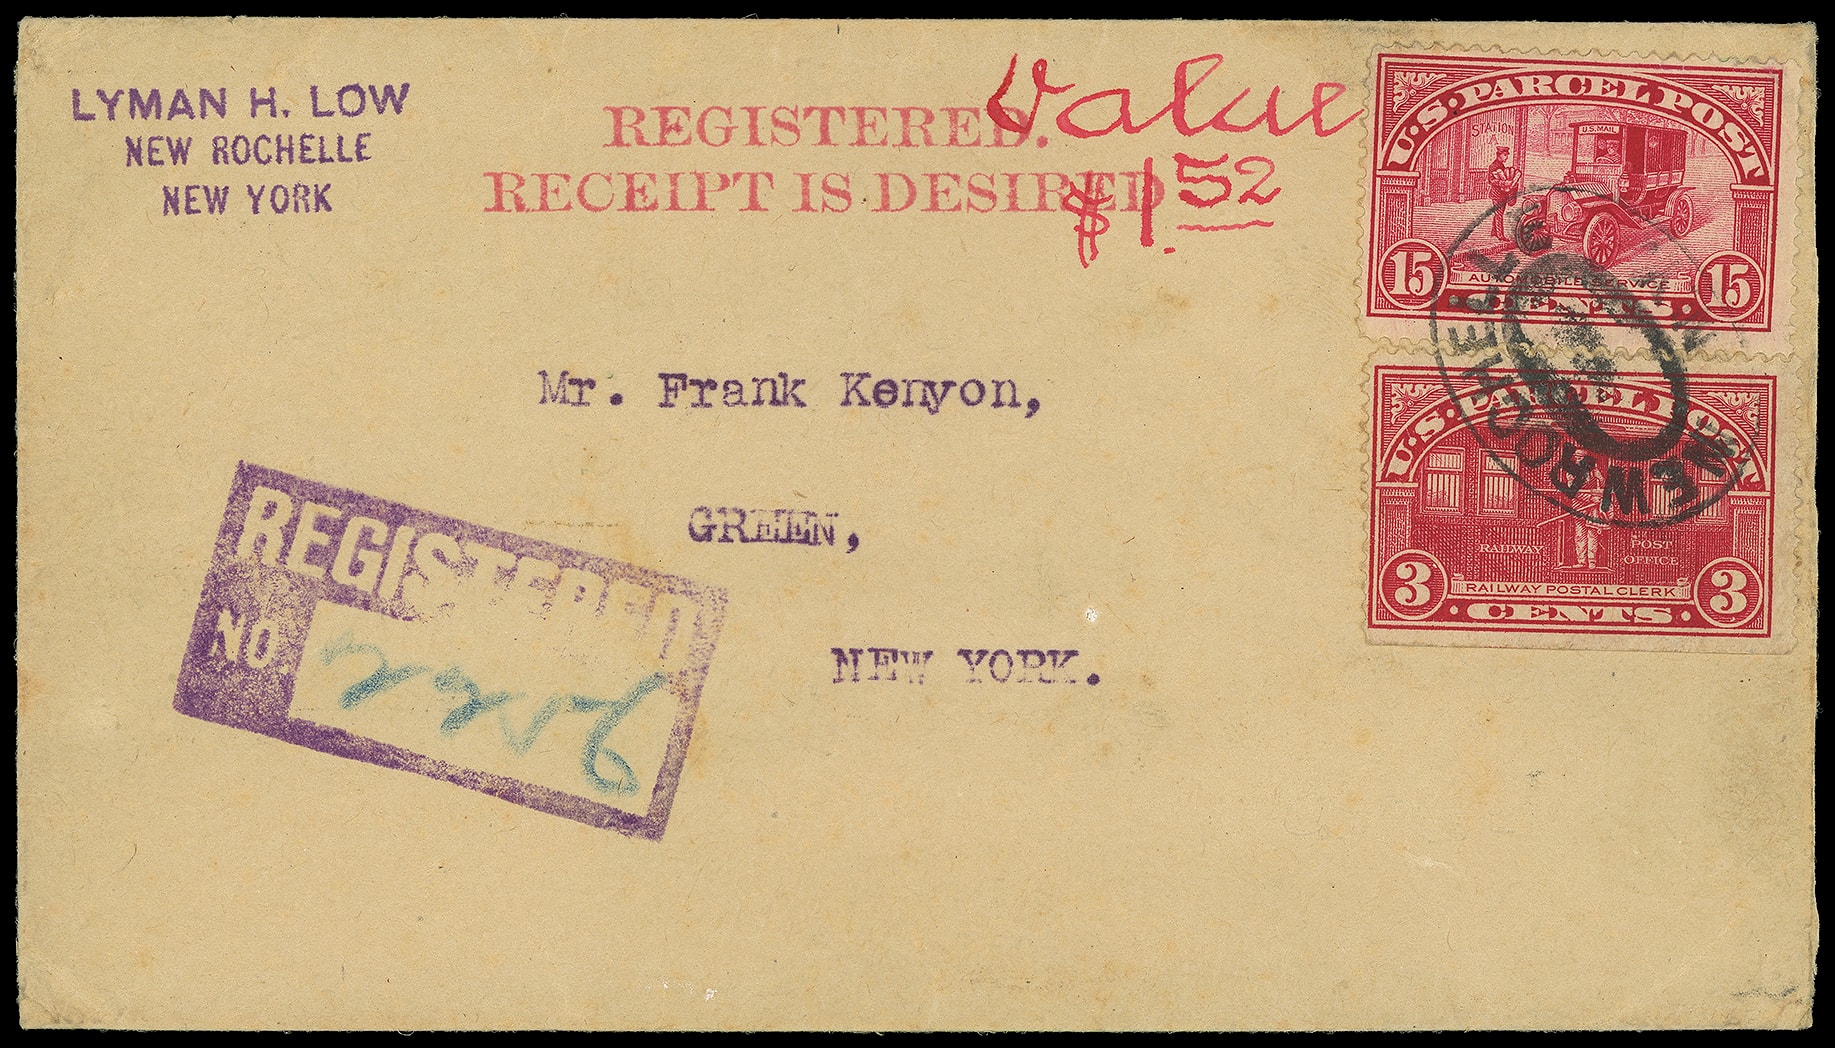 LYMAN H. LOW
NEW ROCHELLE
NEW YORK
REGISTERED.
RECEIPT IS DESIRED
Value
$1.52
U.S. PARCEL POST
STATION A
U.S. MAIL
15 AUTOMOBILE SERVICE 15
CENTS
U.S. PARCEL POST
RAILWAY POST OFFICE
3 RAILWAY POSTAL CLERK 3
CENTS
NEW ROCHELLE
Mr. Frank Kenyon,
GREEN,
NEW YORK.
REGISTERED
NO